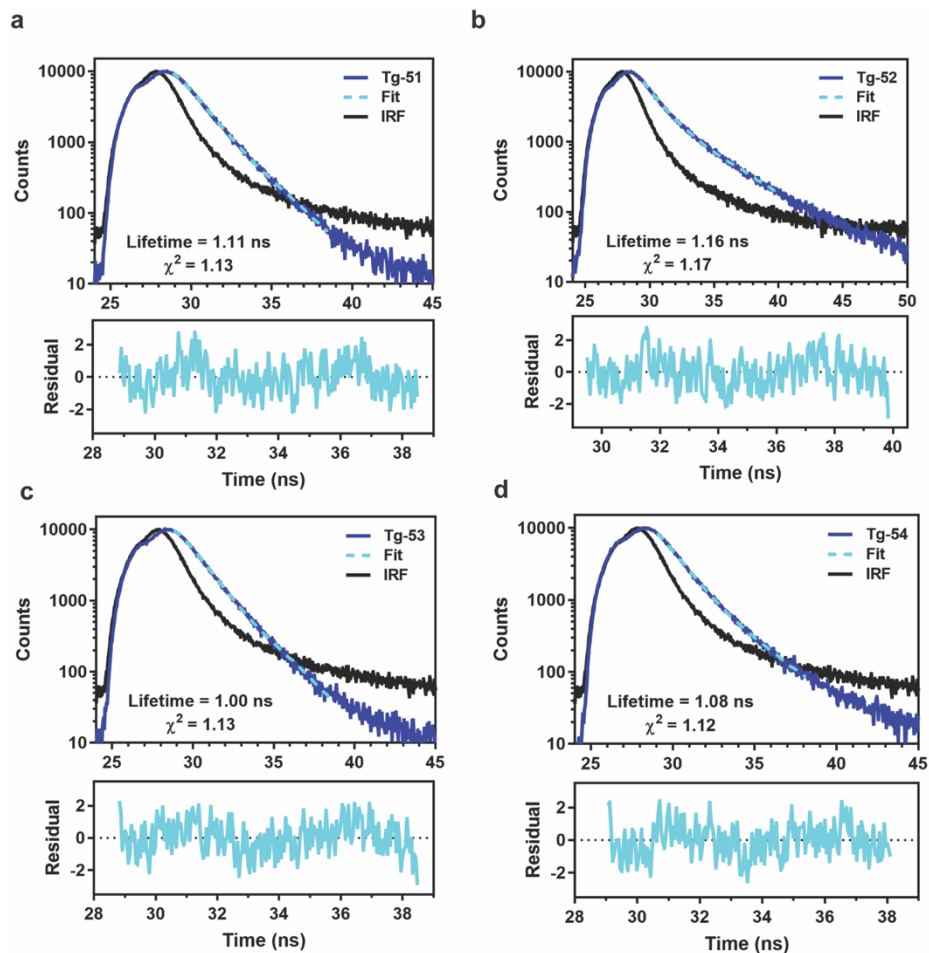 a
10000
1000
100
10
Counts
Tg-51
Fit
IRF
Lifetime = 1.11 ns
χ² = 1.13
25 30 35 40 45
2
0
-2
Residual
28 30 32 34 36 38
Time (ns)
b
10000
1000
100
10
Counts
Tg-52
Fit
IRF
Lifetime = 1.16 ns
χ² = 1.17
25 30 35 40 45 50
2
0
-2
Residual
30 32 34 36 38 40
Time (ns)
c
10000
1000
100
10
Counts
Tg-53
Fit
IRF
Lifetime = 1.00 ns
χ² = 1.13
25 30 35 40 45
2
0
-2
Residual
28 30 32 34 36 38
Time (ns)
d
10000
1000
100
10
Counts
Tg-54
Fit
IRF
Lifetime = 1.08 ns
χ² = 1.12
25 30 35 40 45
2
0
-2
Residual
28 30 32 34 36 38
Time (ns)